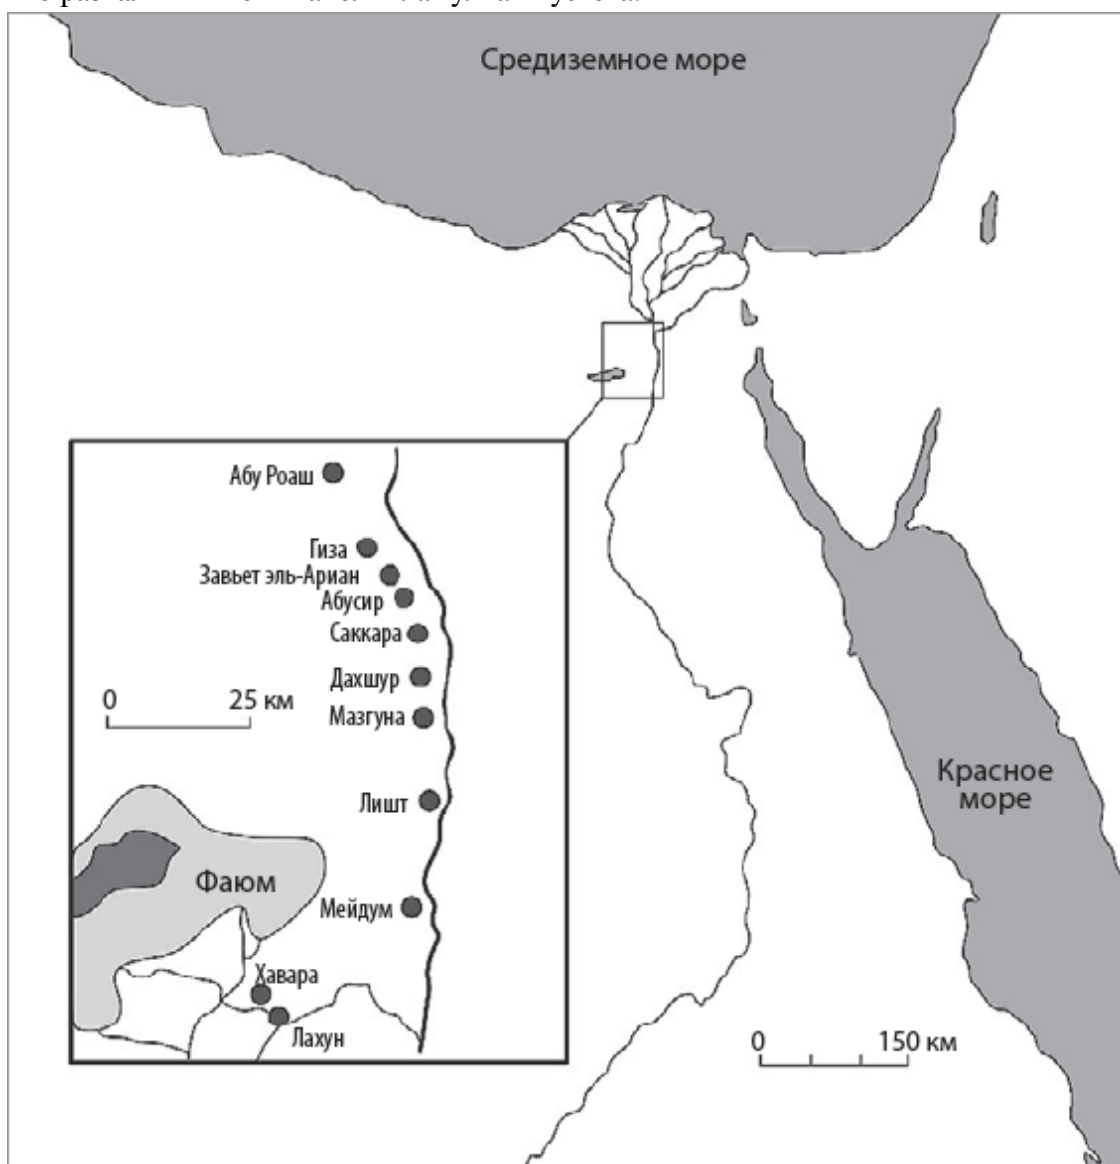 Средиземное море
Абу Роаш
Гиза
Завьет эль-Ариан
Абусир
Саккара
Дахшур
0 25 км
Мазгуна
Красное
море
Лишт
Фаюм
Мейдум
Хавара
Лахун
0 150 км